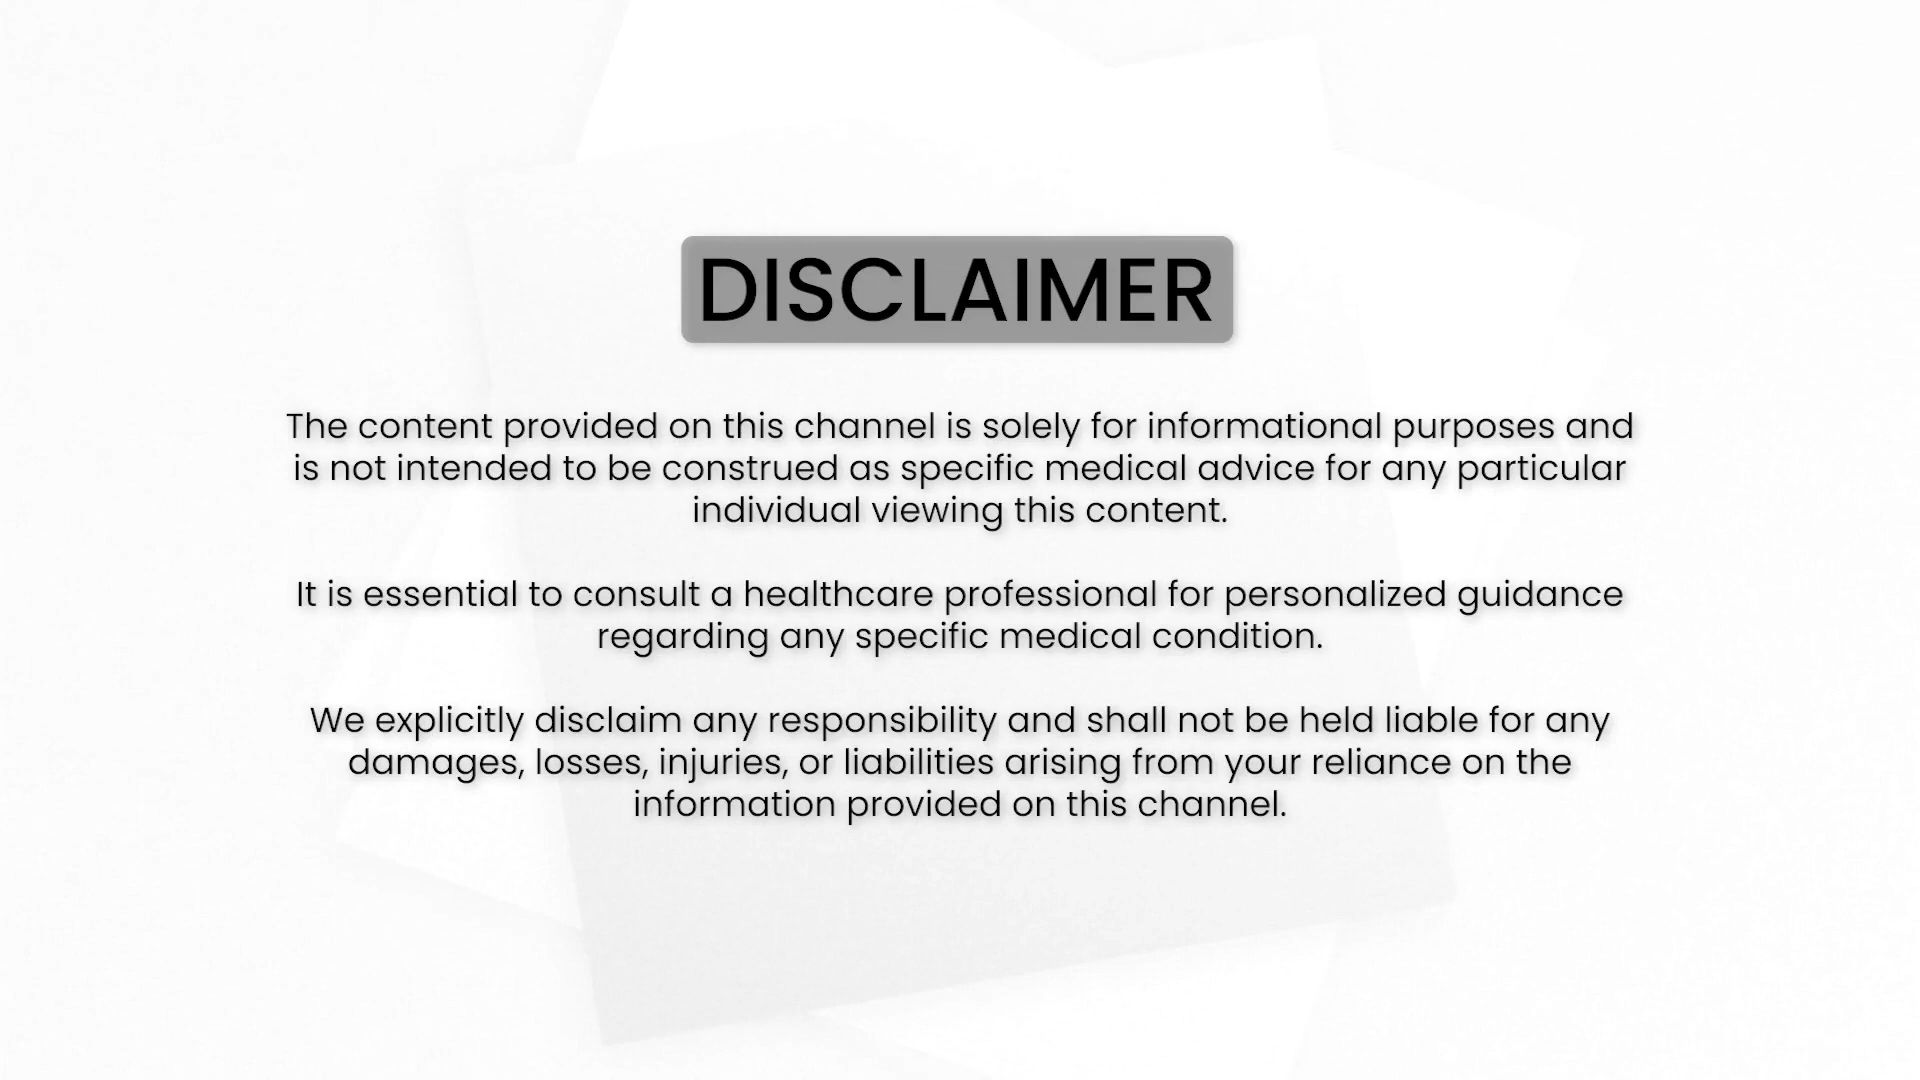 DISCLAIMER
The content provided on this channel is solely for informational purposes and
is not intended to be construed as specific medical advice for any particular
individual viewing this content.
It is essential to consult a healthcare professional for personalized guidance
regarding any specific medical condition.
We explicitly disclaim any responsibility and shall not be held liable for any
damages, losses, injuries, or liabilities arising from your reliance on the
information provided on this channel.